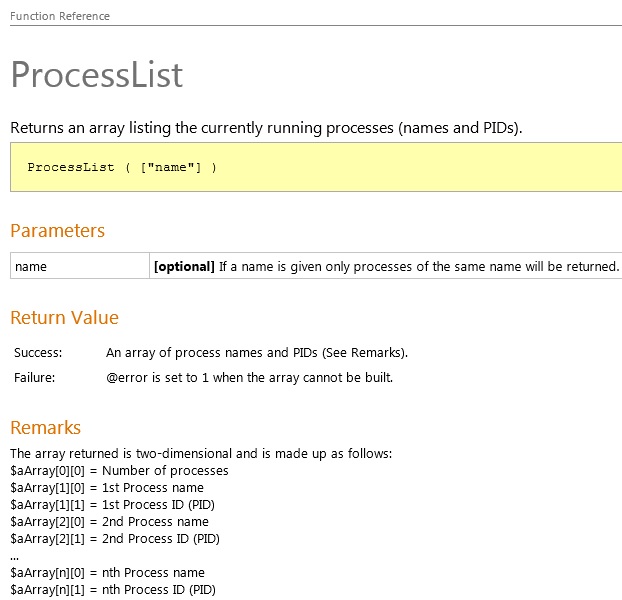 Function Reference
ProcessList
Returns an array listing the currently running processes (names and PIDs).
ProcessList ( ["name"] )
Parameters
name [optional] If a name is given only processes of the same name will be returned.
Return Value
Success: An array of process names and PIDs (See Remarks).
Failure: @error is set to 1 when the array cannot be built.
Remarks
The array returned is two-dimensional and is made up as follows:
$aArray[0][0] = Number of processes
$aArray[1][0] = 1st Process name
$aArray[1][1] = 1st Process ID (PID)
$aArray[2][0] = 2nd Process name
$aArray[2][1] = 2nd Process ID (PID)
...
$aArray[n][0] = nth Process name
$aArray[n][1] = nth Process ID (PID)